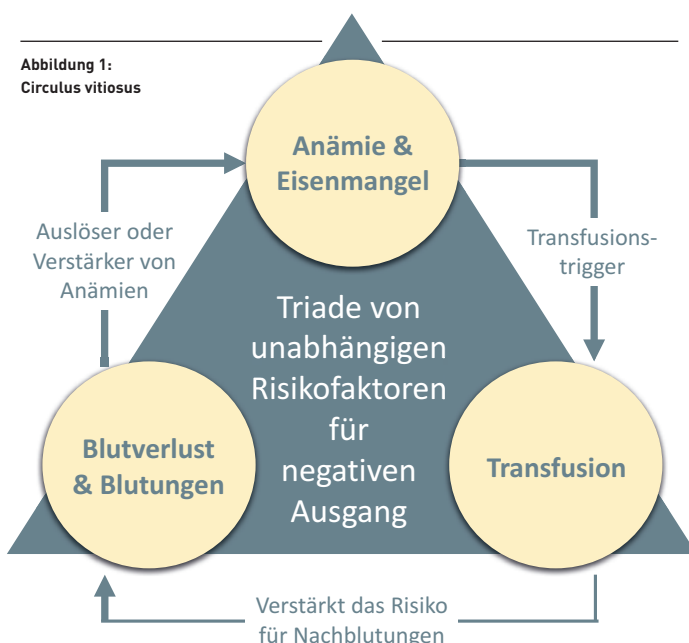 Abbildung 1:
Circulus vitiosus
Anämie &
Eisenmangel
Auslöser oder
Verstärker von
Anämien
Transfusions-
trigger
Triade von
unabhängigen
Risikofaktoren
für
negativen
Ausgang
Blutverlust
& Blutungen
Transfusion
Verstärkt das Risiko
für Nachblutungen